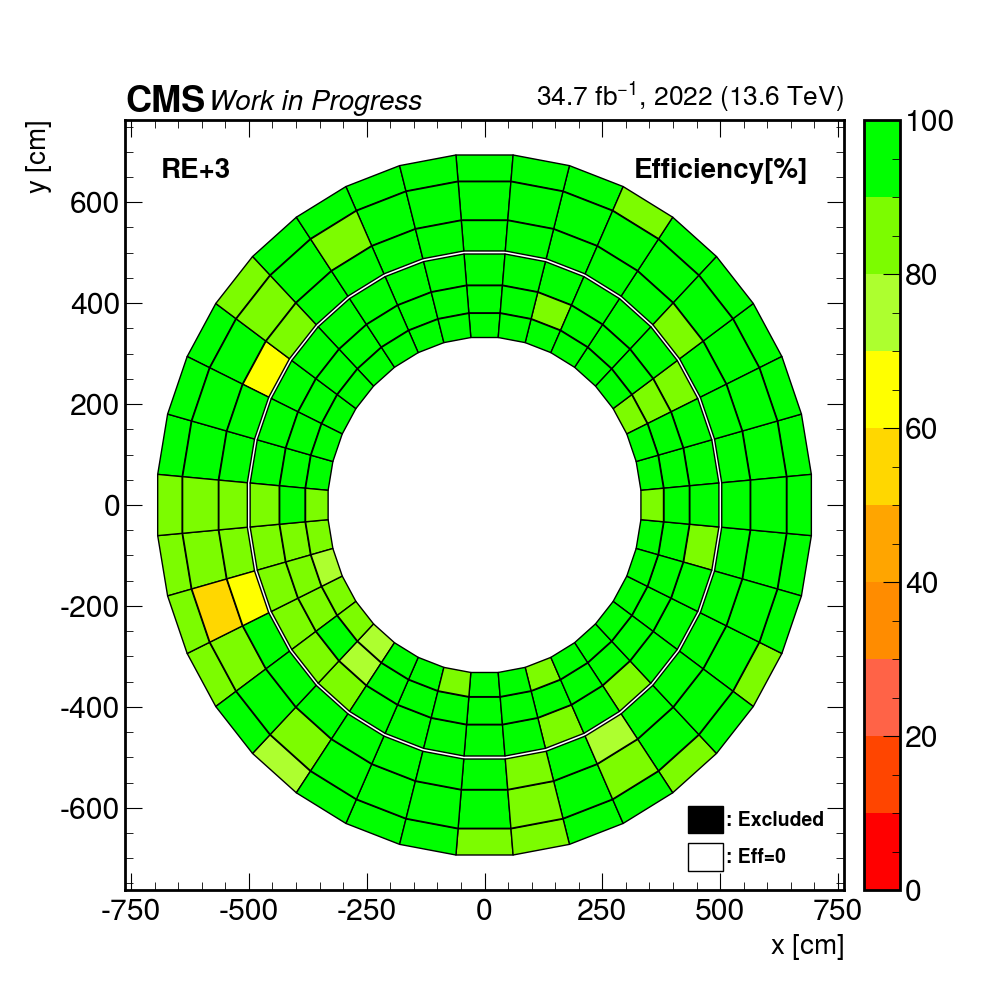 CMS Work in Progress 34.7 fb⁻¹, 2022 (13.6 TeV)
y [cm]
RE+3 Efficiency[%]
600
400
200
0
-200
-400
-600
-750 -500 -250 0 250 500 750
x [cm]
: Excluded
: Eff=0
100
80
60
40
20
0